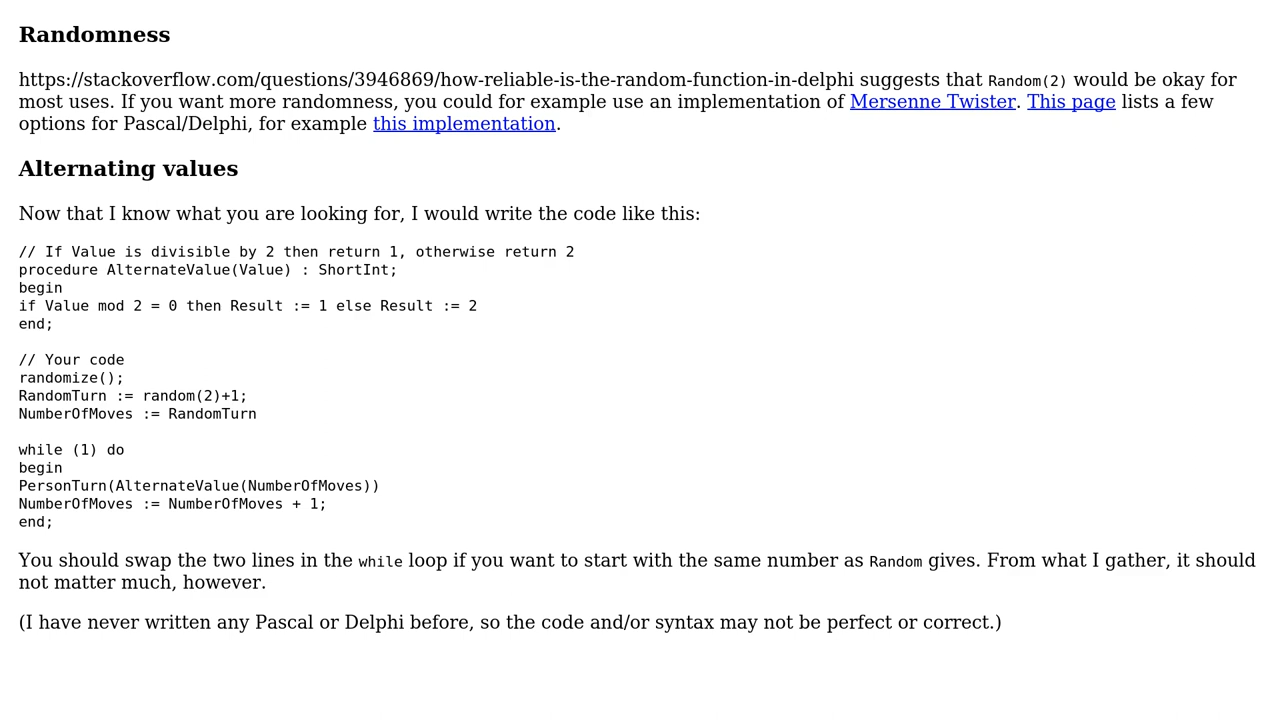 Randomness
https://stackoverflow.com/questions/3946869/how-reliable-is-the-random-function-in-delphi suggests that Random(2) would be okay for
most uses. If you want more randomness, you could for example use an implementation of Mersenne Twister. This page lists a few
options for Pascal/Delphi, for example this implementation.
Alternating values
Now that I know what you are looking for, I would write the code like this:
// If Value is divisible by 2 then return 1, otherwise return 2
procedure AlternateValue(Value) : ShortInt;
begin
if Value mod 2 = 0 then Result := 1 else Result := 2
end;
// Your code
randomize();
RandomTurn := random(2)+1;
NumberOfMoves := RandomTurn
while (1) do
begin
PersonTurn(AlternateValue(NumberOfMoves))
NumberOfMoves := NumberOfMoves + 1;
end;
You should swap the two lines in the while loop if you want to start with the same number as Random gives. From what I gather, it should
not matter much, however.
(I have never written any Pascal or Delphi before, so the code and/or syntax may not be perfect or correct.)